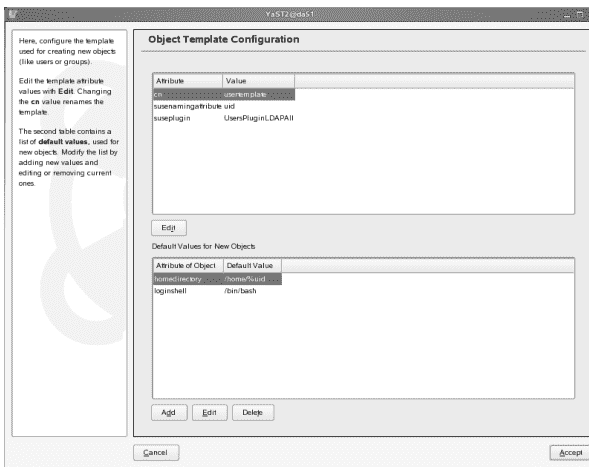 YaST2@da51
Here, configure the template
used for creating new objects
(like users or groups).
Edit the template attribute
values with Edit. Changing
the cn value renames the
template.
The second table contains a
list of default values, used for
new objects. Modify the list by
adding new values and
editing or removing current
ones.
Object Template Configuration
Attribute Value
cn usertemplate
susenamingattribute uid
suseplugin UsersPluginLDAPAll
Edit
Default Values for New Objects
Attribute of Object Default Value
homedirectory /home/%uid
loginshell /bin/bash
Add Edit Delete
Cancel Accept